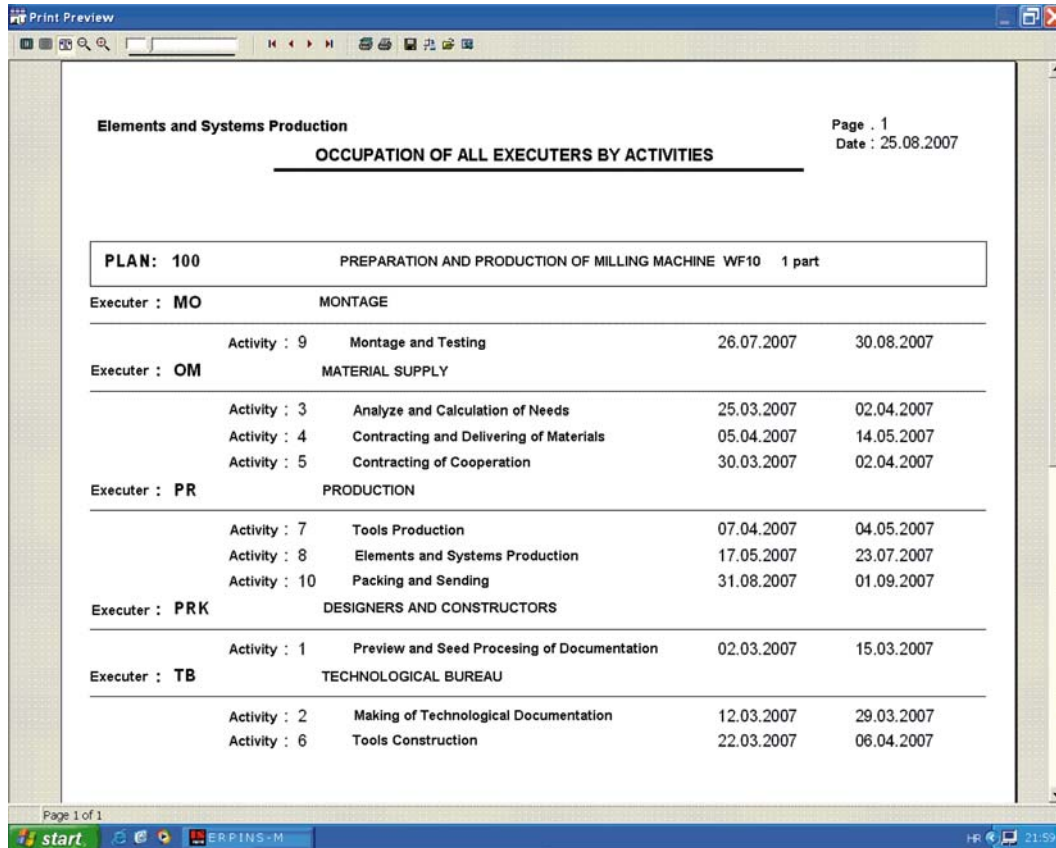 Print Preview
Elements and Systems Production
Page . 1
OCCUPATION OF ALL EXECUTERS BY ACTIVITIES
Date : 25.08.2007
PLAN: 100 PREPARATION AND PRODUCTION OF MILLING MACHINE WF10 1 part
Executer : MO MONTAGE
Activity : 9 Montage and Testing 26.07.2007 30.08.2007
Executer : OM MATERIAL SUPPLY
Activity : 3 Analyze and Calculation of Needs 25.03.2007 02.04.2007
Activity : 4 Contracting and Delivering of Materials 05.04.2007 14.05.2007
Activity : 5 Contracting of Cooperation 30.03.2007 02.04.2007
Executer : PR PRODUCTION
Activity : 7 Tools Production 07.04.2007 04.05.2007
Activity : 8 Elements and Systems Production 17.05.2007 23.07.2007
Activity : 10 Packing and Sending 31.08.2007 01.09.2007
Executer : PRK DESIGNERS AND CONSTRUCTORS
Activity : 1 Preview and Seed Procesing of Documentation 02.03.2007 15.03.2007
Executer : TB TECHNOLOGICAL BUREAU
Activity : 2 Making of Technological Documentation 12.03.2007 29.03.2007
Activity : 6 Tools Construction 22.03.2007 06.04.2007
Page 1 of 1
start ERPINS-M HR 21:59